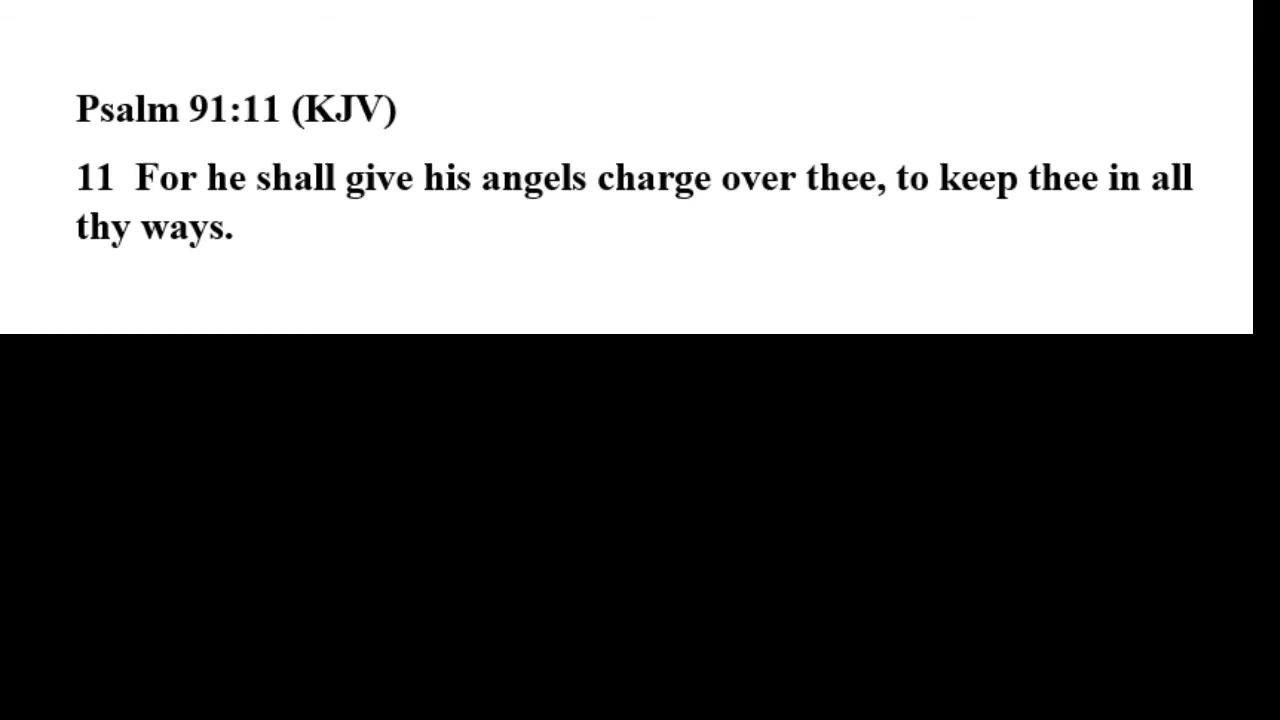 Psalm 91:11 (KJV)
11  For he shall give his angels charge over thee, to keep thee in all
thy ways.